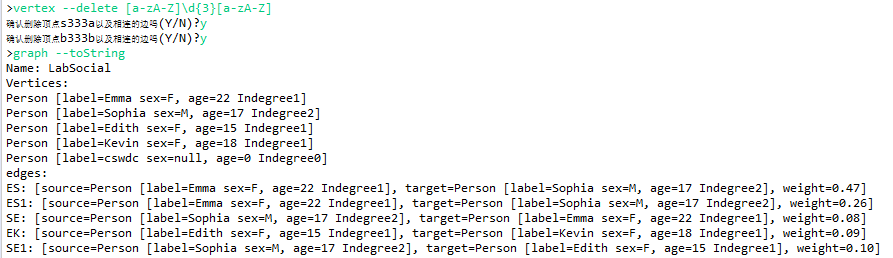 >vertex --delete [a-zA-Z]\d{3}[a-zA-Z]
确认删除顶点s333a以及相连的边吗(Y/N)?y
确认删除顶点b333b以及相连的边吗(Y/N)?y
>graph --toString
Name: LabSocial
Vertices:
Person [label=Emma sex=F, age=22 Indegree1]
Person [label=Sophia sex=M, age=17 Indegree2]
Person [label=Edith sex=F, age=15 Indegree1]
Person [label=Kevin sex=F, age=18 Indegree1]
Person [label=cswdc sex=null, age=0 Indegree0]
edges:
ES: [source=Person [label=Emma sex=F, age=22 Indegree1], target=Person [label=Sophia sex=M, age=17 Indegree2], weight=0.47]
ES1: [source=Person [label=Emma sex=F, age=22 Indegree1], target=Person [label=Sophia sex=M, age=17 Indegree2], weight=0.26]
SE: [source=Person [label=Sophia sex=M, age=17 Indegree2], target=Person [label=Emma sex=F, age=22 Indegree1], weight=0.08]
EK: [source=Person [label=Edith sex=F, age=15 Indegree1], target=Person [label=Kevin sex=F, age=18 Indegree1], weight=0.09]
SE1: [source=Person [label=Sophia sex=M, age=17 Indegree2], target=Person [label=Edith sex=F, age=15 Indegree1], weight=0.10]